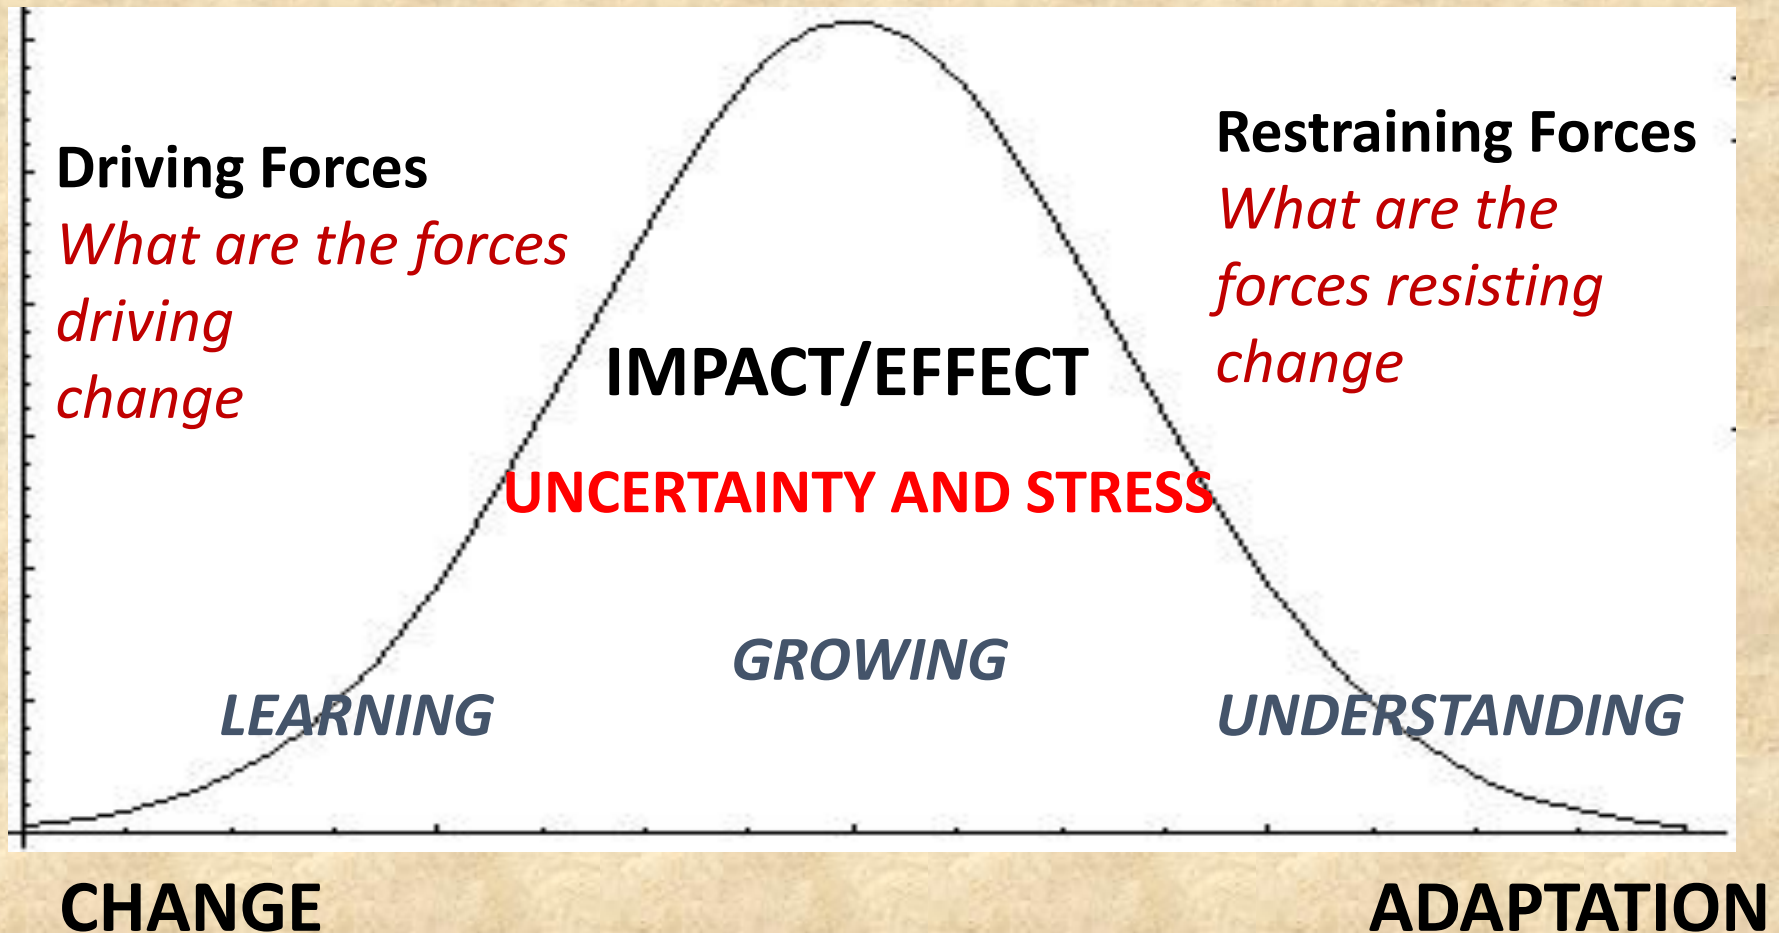 Driving Forces
What are the forces
driving
change
Restraining Forces
What are the
forces resisting
change
IMPACT/EFFECT
UNCERTAINTY AND STRESS
GROWING
LEARNING
UNDERSTANDING
CHANGE
ADAPTATION